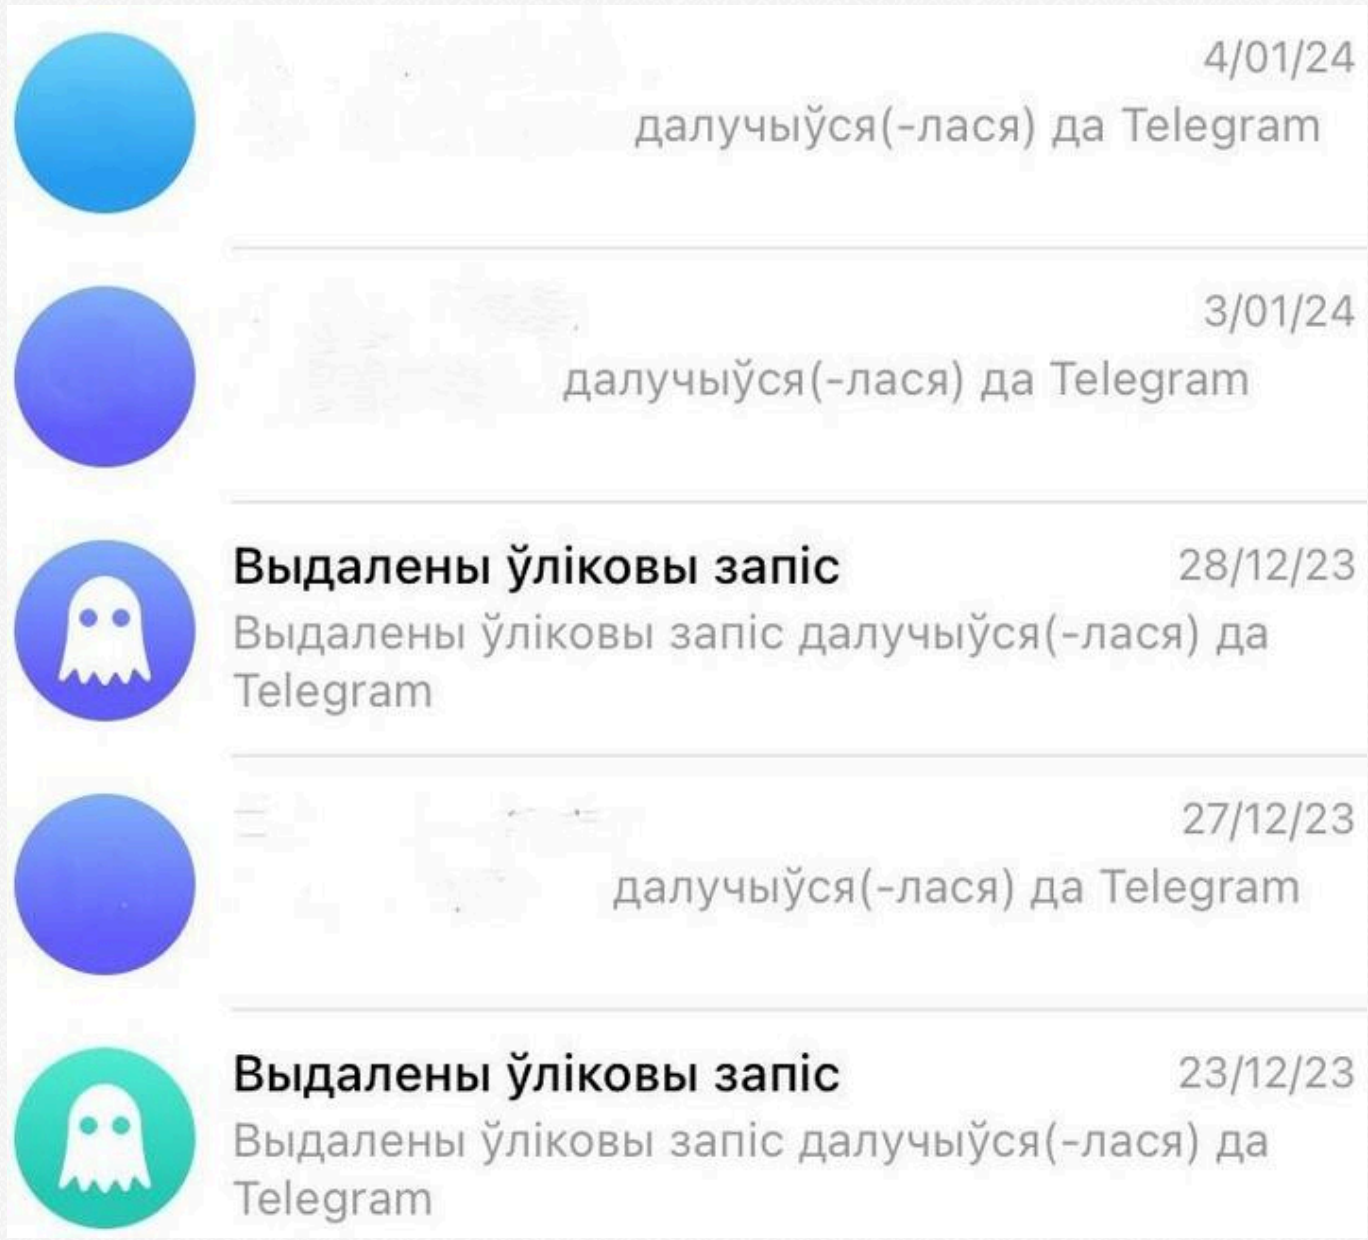 4/01/24
далучыўся(-лася) да Telegram
3/01/24
далучыўся(-лася) да Telegram
Выдалены ўліковы запіс 28/12/23
Выдалены ўліковы запіс далучыўся(-лася) да
Telegram
27/12/23
далучыўся(-лася) да Telegram
Выдалены ўліковы запіс 23/12/23
Выдалены ўліковы запіс далучыўся(-лася) да
Telegram